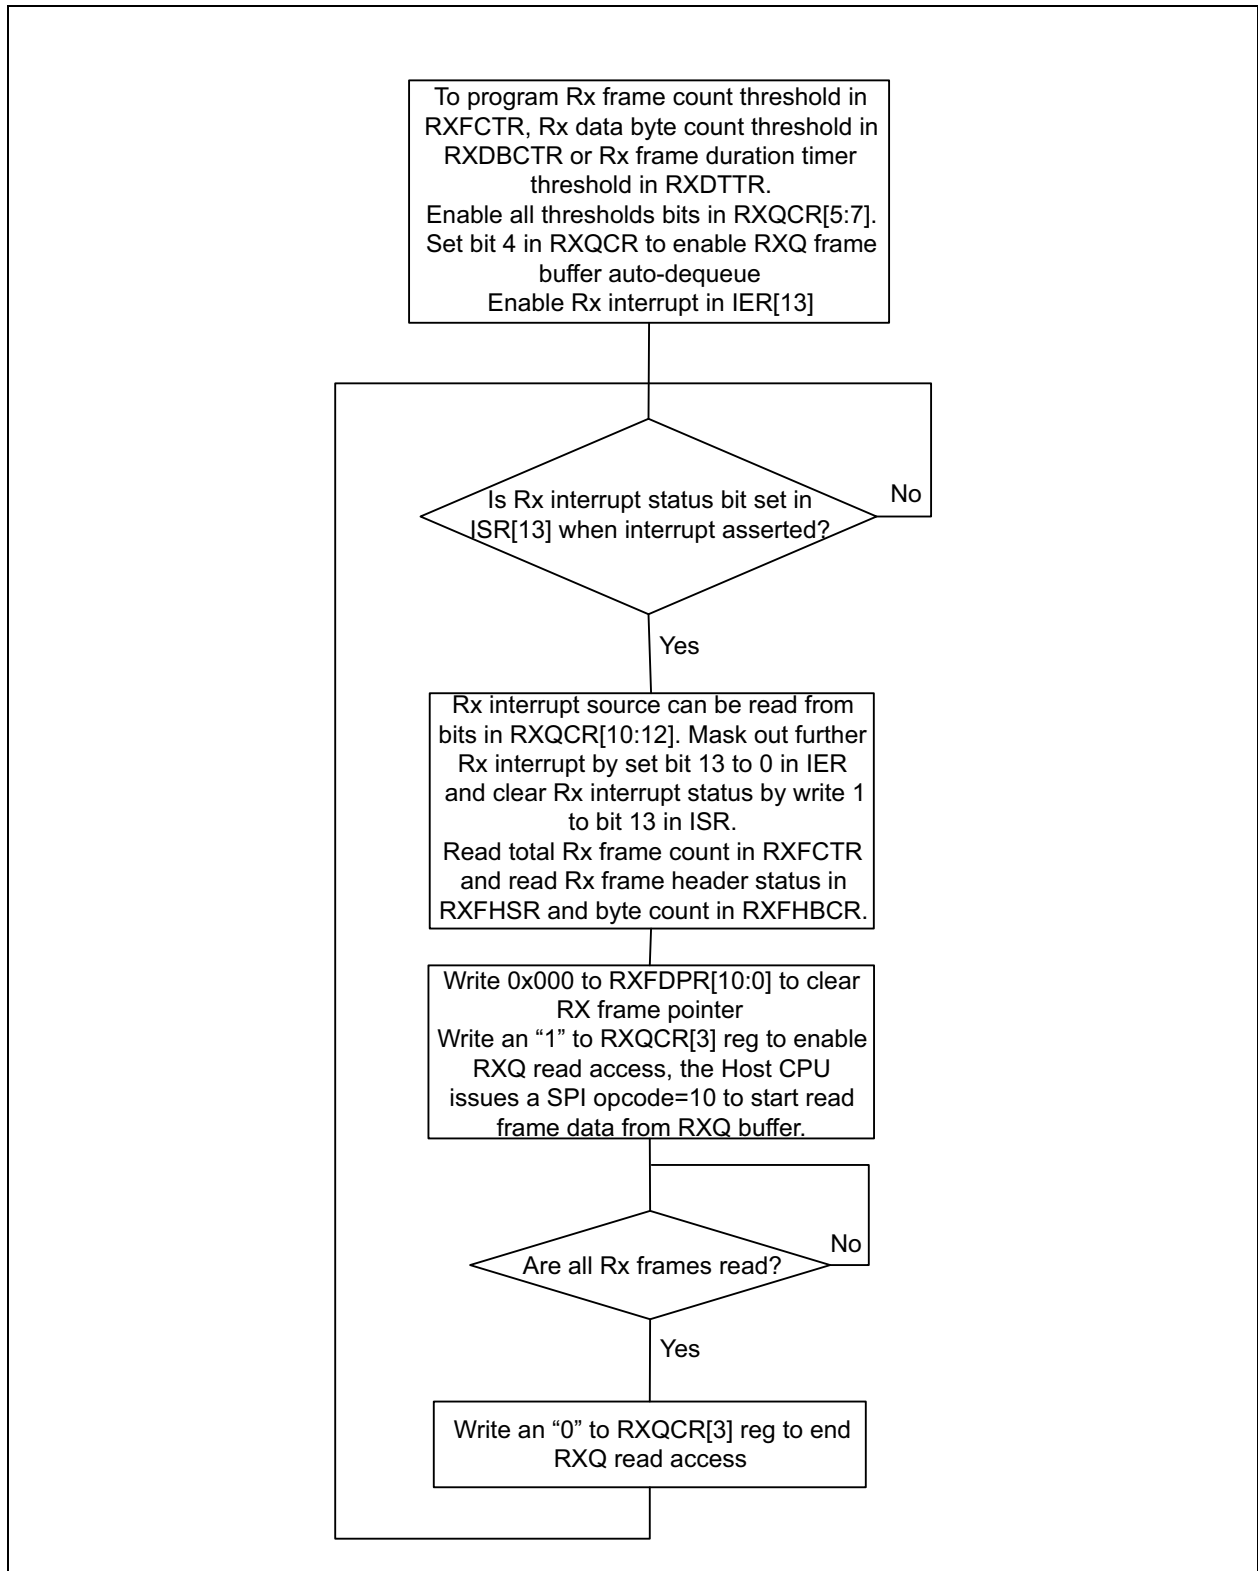 To program Rx frame count threshold in
RXFCTR, Rx data byte count threshold in
RXDBCTR or Rx frame duration timer
threshold in RXDTTR.
Enable all thresholds bits in RXQCR[5:7].
Set bit 4 in RXQCR to enable RXQ frame
buffer auto-dequeue
Enable Rx interrupt in IER[13]
Is Rx interrupt status bit set in
ISR[13] when interrupt asserted?
No
Yes
Rx interrupt source can be read from
bits in RXQCR[10:12]. Mask out further
Rx interrupt by set bit 13 to 0 in IER
and clear Rx interrupt status by write 1
to bit 13 in ISR.
Read total Rx frame count in RXFCTR
and read Rx frame header status in
RXFHSR and byte count in RXFHBCR.
Write 0x000 to RXFDPR[10:0] to clear
RX frame pointer
Write an “1” to RXQCR[3] reg to enable
RXQ read access, the Host CPU
issues a SPI opcode=10 to start read
frame data from RXQ buffer.
No
Are all Rx frames read?
Yes
Write an “0” to RXQCR[3] reg to end
RXQ read access